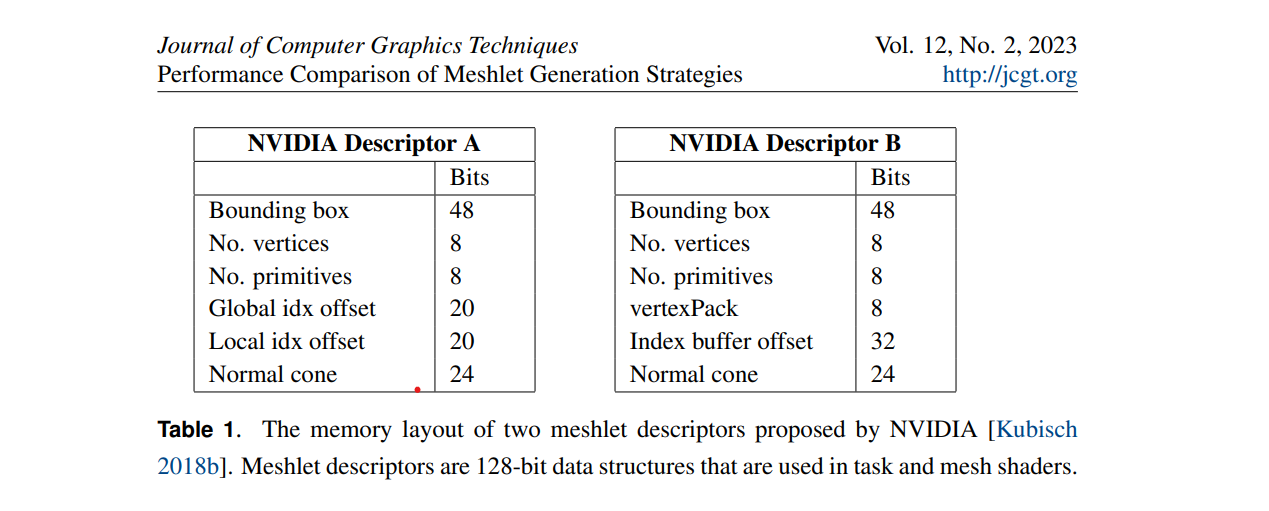 Journal of Computer Graphics Techniques Vol. 12, No. 2, 2023
Performance Comparison of Meshlet Generation Strategies http://jcgt.org
NVIDIA Descriptor A
Bits
Bounding box 48
No. vertices 8
No. primitives 8
Global idx offset 20
Local idx offset 20
Normal cone 24
NVIDIA Descriptor B
Bits
Bounding box 48
No. vertices 8
No. primitives 8
vertexPack 8
Index buffer offset 32
Normal cone 24
Table 1. The memory layout of two meshlet descriptors proposed by NVIDIA [Kubisch
2018b]. Meshlet descriptors are 128-bit data structures that are used in task and mesh shaders.